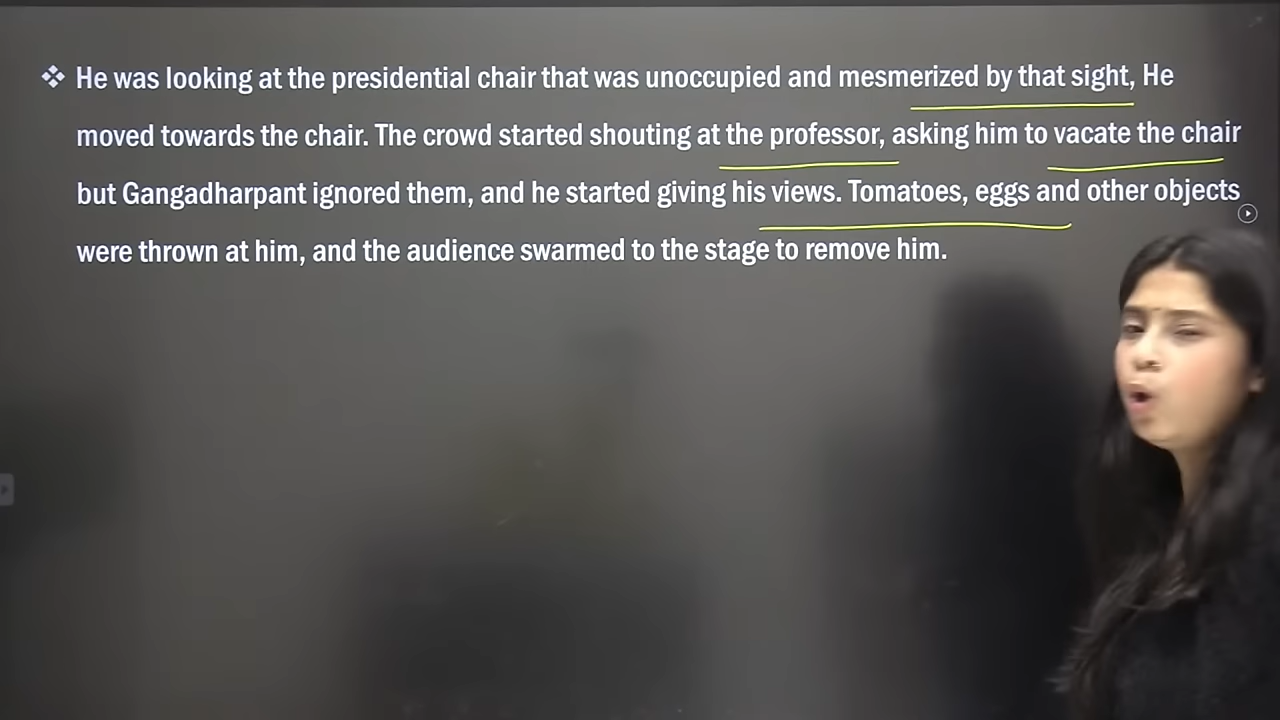 ❖ He was looking at the presidential chair that was unoccupied and mesmerized by that sight, He
moved towards the chair. The crowd started shouting at the professor, asking him to vacate the chair
but Gangadharpant ignored them, and he started giving his views. Tomatoes, eggs and other objects
were thrown at him, and the audience swarmed to the stage to remove him.